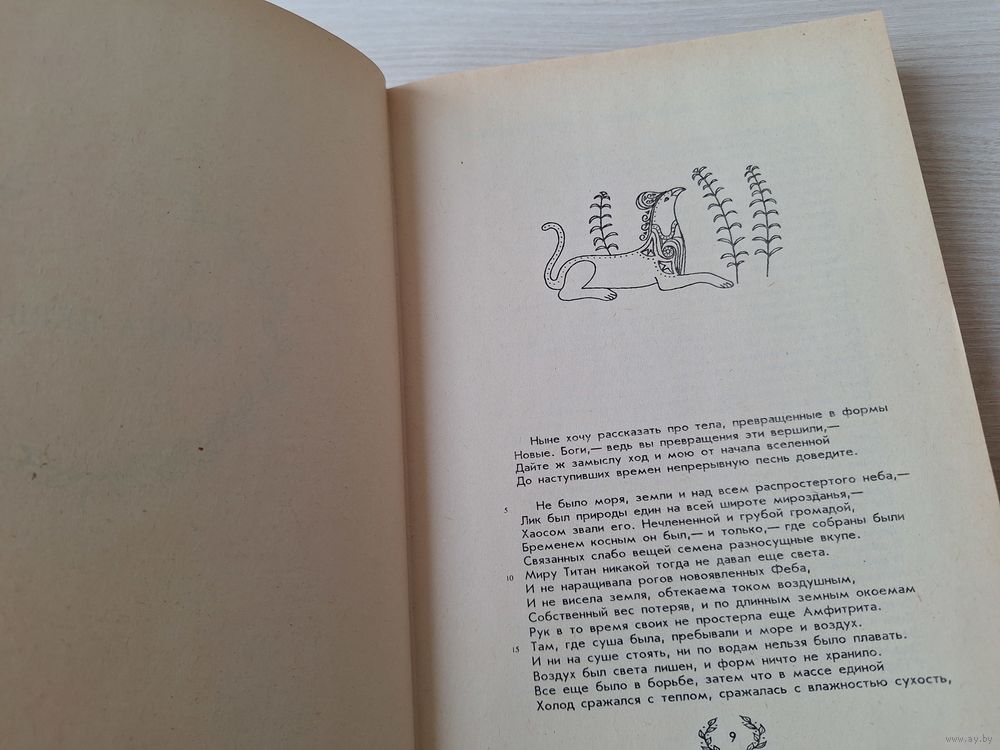 Ныне хочу рассказать про тела, превращенные в формы
Новые. Боги,— ведь вы превращения эти вершили,—
Дайте ж замыслу ход и мою от начала вселенной
До наступивших времен непрерывную песнь доведите.
5 Не было моря, земли и над всем распростертого неба,—
Лик был природы един на всей широте мирозданья,—
Хаосом звали его. Нечлененной и грубой громадой,
Бременем косным он был,— и только,— где собраны были
Связанных слабо вещей семена разносущные вкупе.
10 Миру Титан никакой тогда не давал еще света.
И не наращивала рогов новоявленных Феба,
И не висела земля, обтекаема током воздушным,
Собственный вес потеряв, и по длинным земным окоемам
Рук в то время своих не простерла еще Амфитрита.
15 Там, где суша была, пребывали и море и воздух.
И ни на суше стоять, ни по водам нельзя было плавать.
Воздух был света лишен, и форм ничто не хранило.
Все еще было в борьбе, затем что в массе единой
Холод сражался с теплом, сражалась с влажностью сухость,
9
www.ay.by